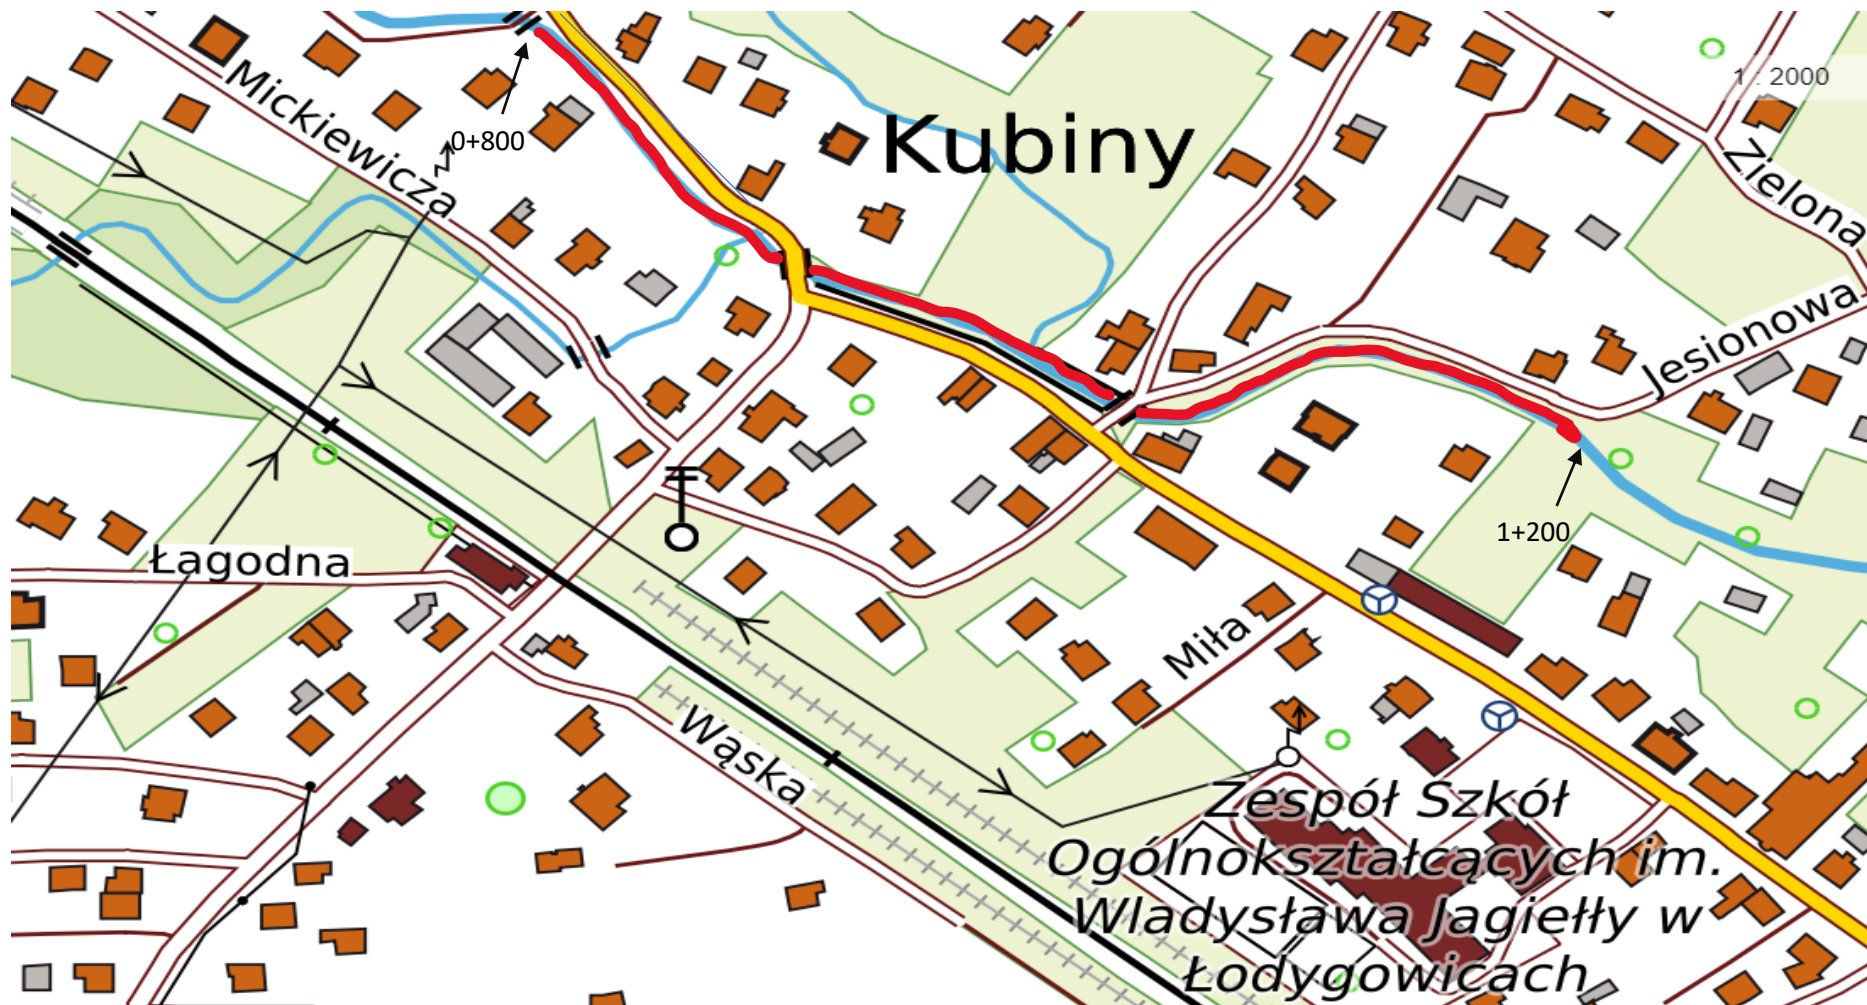 1 : 2000
Kubiny
Mickiewicza
0+800
Zielona
Jesionowa
1+200
Łagodna
Miła
Wąska
Zespół Szkół
Ogólnokształcących im.
Wladysława Jagiełły w
Łodygowicach